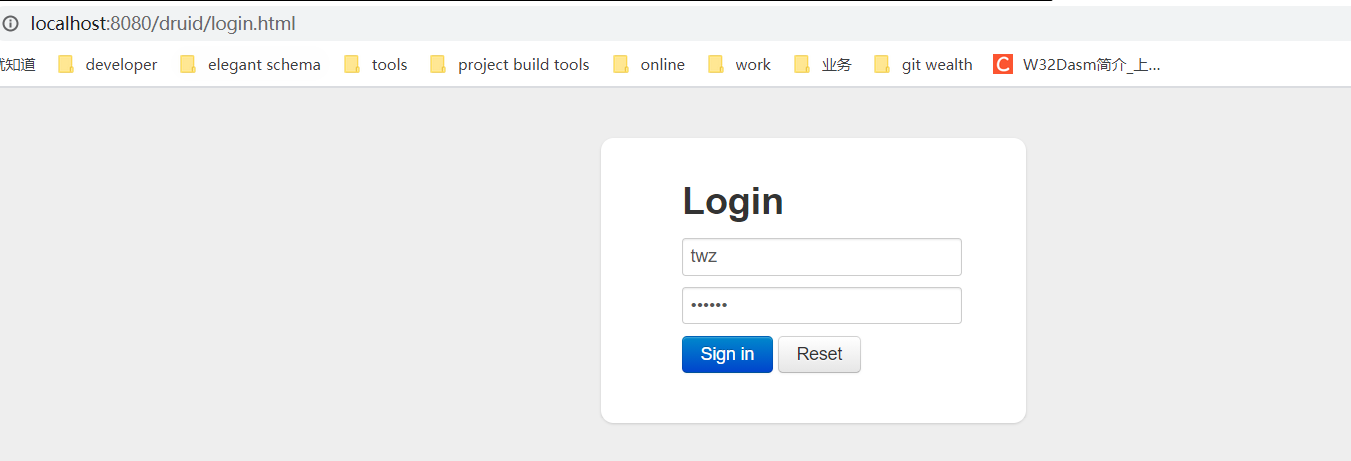 localhost:8080/druid/login.html
知道 developer elegant schema tools project build tools online work 业务 git wealth W32Dasm简介_上...
Login
twz
••••••
Sign in Reset